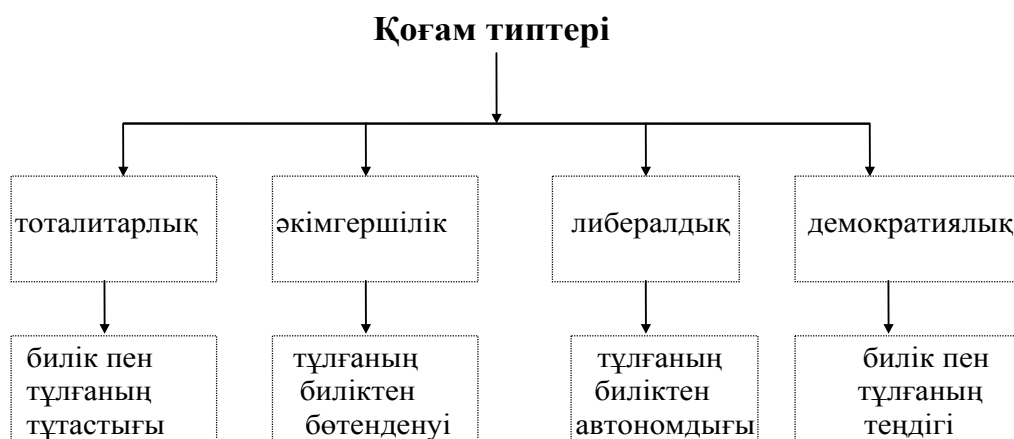 Қоғам типтері
тоталитарлық
әкімгершілік
либералдық
демократиялық
билік пен
тұлғаның
тұтастығы
тұлғаның
биліктен
бөтенденуі
тұлғаның
биліктен
автономдығы
билік пен
тұлғаның
теңдігі